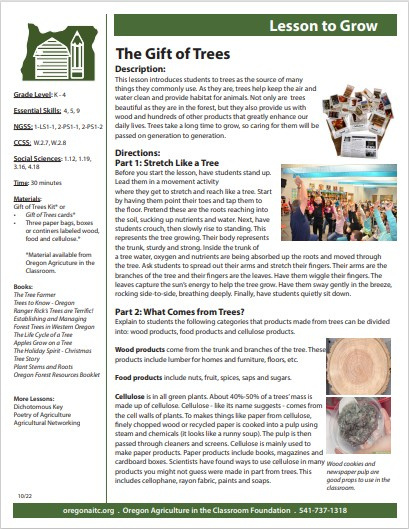 Lesson to Grow
The Gift of Trees
Description:
This lesson introduces students to trees as the source of many
things they commonly use. As they are, trees help keep the air and
water clean and provide habitat for animals. Not only are trees
beautiful as they are in the forest, but they also provide us with
wood and hundreds of other products that greatly enhance our
daily lives. Trees take a long time to grow, so caring for them will be
passed on generation to generation.
Directions:
Part 1: Stretch Like a Tree
Before you start the lesson, have students stand up.
Lead them in a movement activity
where they get to stretch and reach like a tree. Start
by having them point their toes and tap them to
the floor. Pretend these are the roots reaching into
the soil, sucking up nutrients and water. Next, have
students crouch, then slowly rise to standing. This
represents the tree growing. Their body represents
the trunk, sturdy and strong. Inside the trunk of
a tree water, oxygen and nutrients are being absorbed up the roots and moved through
the tree. Ask students to spread out their arms and stretch their fingers. Their arms are the
branches of the tree and their fingers are the leaves. Have them wiggle their fingers. The
leaves capture the sun's energy to help the tree grow. Have them sway gently in the breeze,
rocking side-to-side, breathing deeply. Finally, have students quietly sit down.
Part 2: What Comes from Trees?
Explain to students the following categories that products made from trees can be divided
into: wood products, food products and cellulose products.
Wood products come from the trunk and branches of the tree. These
products include lumber for homes and furniture, floors, etc.
Food products include nuts, fruit, spices, saps and sugars.
Cellulose is in all green plants. About 40%-50% of a trees' mass is
made up of cellulose. Cellulose - like its name suggests - comes from
the cell walls of plants. To makes things like paper from cellulose,
finely chopped wood or recycled paper is cooked into a pulp using
steam and chemicals (it looks like a runny soup). The pulp is then
passed through cleaners and screens. Cellulose is mainly used to
make paper products. Paper products include books, magazines and
cardboard boxes. Scientists have found ways to use cellulose in many
products you might not guess were made in part from trees. This
includes cellophane, rayon fabric, paints and soaps.
Wood cookies and
newspaper pulp are
good props to use in the
classroom.
Grade Level: K - 4
Essential Skills: 4, 5, 9
NGSS: 1-LS1-1, 2-PS1-1, 2-PS1-2
CCSS: W.2.7, W.2.8
Social Sciences: 1.12, 1.19,
3.16, 4.18
Time: 30 minutes
Materials:
Gift of Trees Kit* or
• Gift of Trees cards*
• Three paper bags, boxes
or continers labeled wood,
food and cellulose.*
*Material available from
Oregon Agriculture in the
Classroom.
Books:
The Tree Farmer
Trees to Know - Oregon
Ranger Rick's Trees are Terrific!
Establishing and Managing
Forest Trees in Western Oregon
The Life Cycle of a Tree
Apples Grow on a Tree
The Holiday Spirit - Christmas
Tree Story
Plant Stems and Roots
Oregon Forest Resources Booklet
More Lessons:
Dichotomous Key
Poetry of Agriculture
Agricultural Networking
10/22
oregonaitc.org . Oregon Agriculture in the Classroom Foundation . 541-737-1318